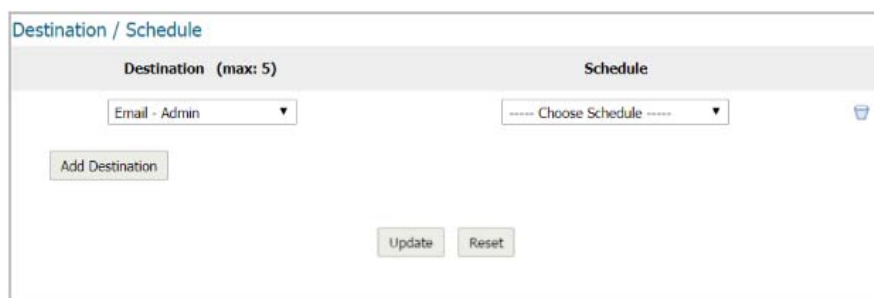 Destination / Schedule
Destination (max: 5) Schedule
Email - Admin ----- Choose Schedule -----
Add Destination
Update Reset